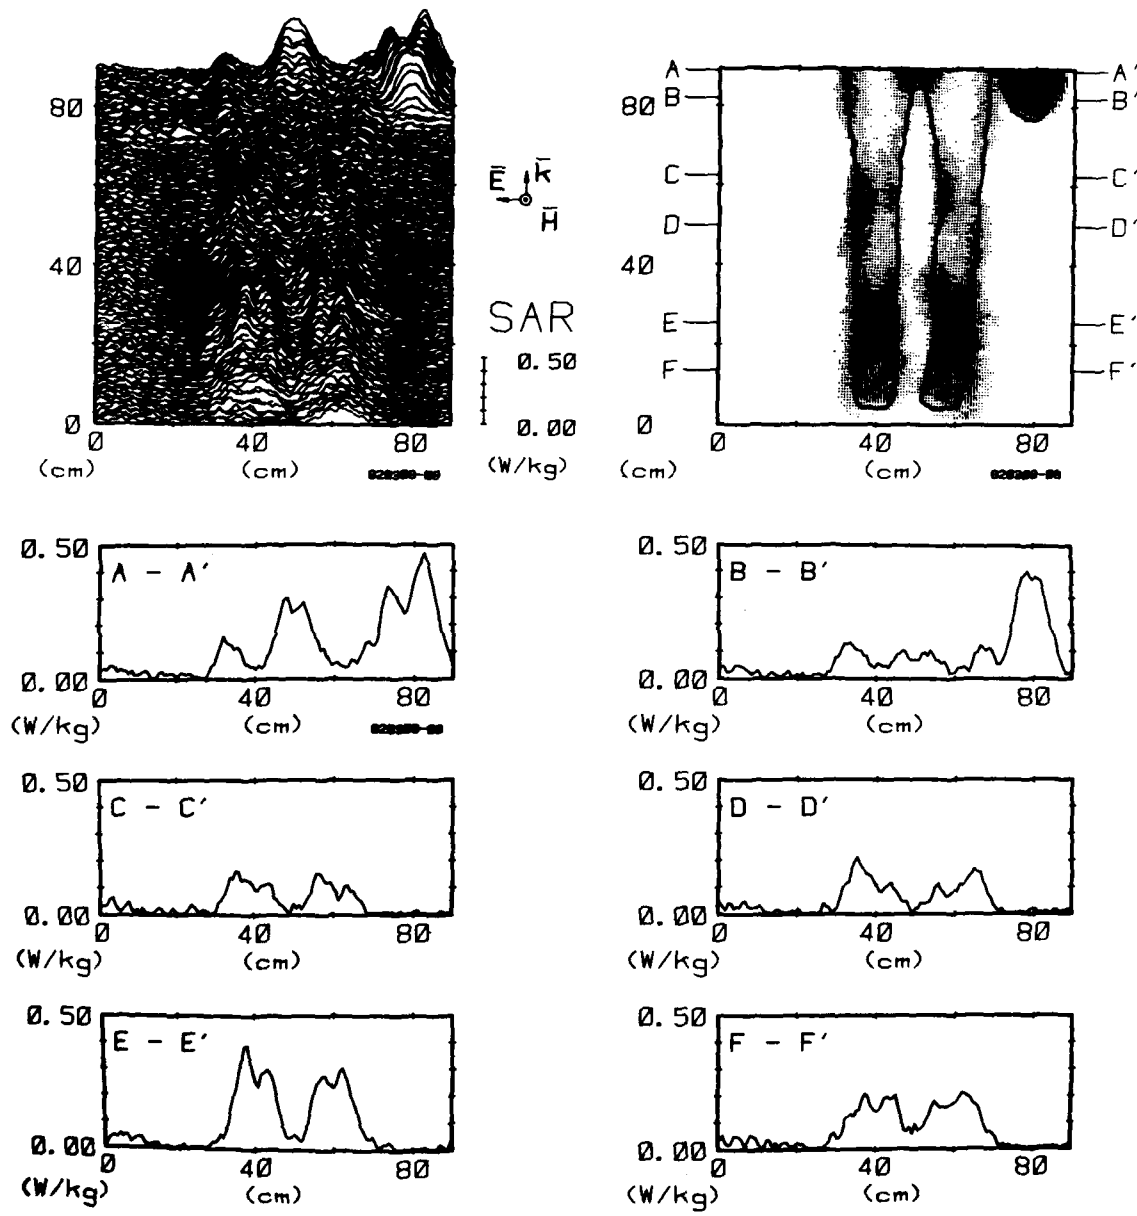 80
40
0
0 40 80
(cm) (cm)
E k
H
SAR
0.50
0.00
(W/kg)
A A'
B B'
80
C C'
D D'
40
E E'
F F'
0
0 40 80
(cm) (cm)
0.50
A - A'
0.00
0 40 80
(W/kg) (cm)
0.50
B - B'
0.00
0 40 80
(W/kg) (cm)
0.50
C - C'
0.00
0 40 80
(W/kg) (cm)
0.50
D - D'
0.00
0 40 80
(W/kg) (cm)
0.50
E - E'
0.00
0 40 80
(W/kg) (cm)
0.50
F - F'
0.00
0 40 80
(W/kg) (cm)